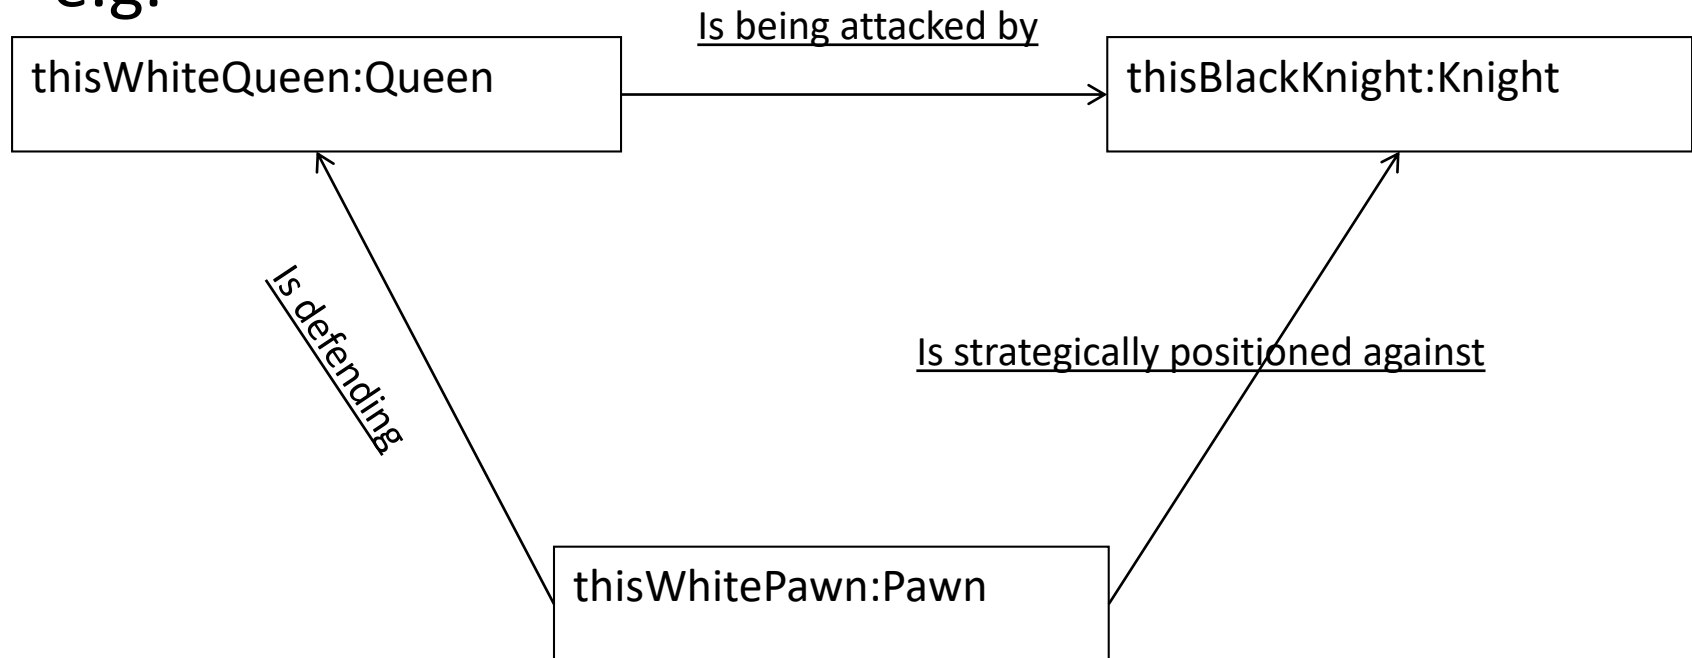 e.g.
Is being attacked by
thisWhiteQueen:Queen
thisBlackKnight:Knight
Is defending
Is strategically positioned against
thisWhitePawn:Pawn